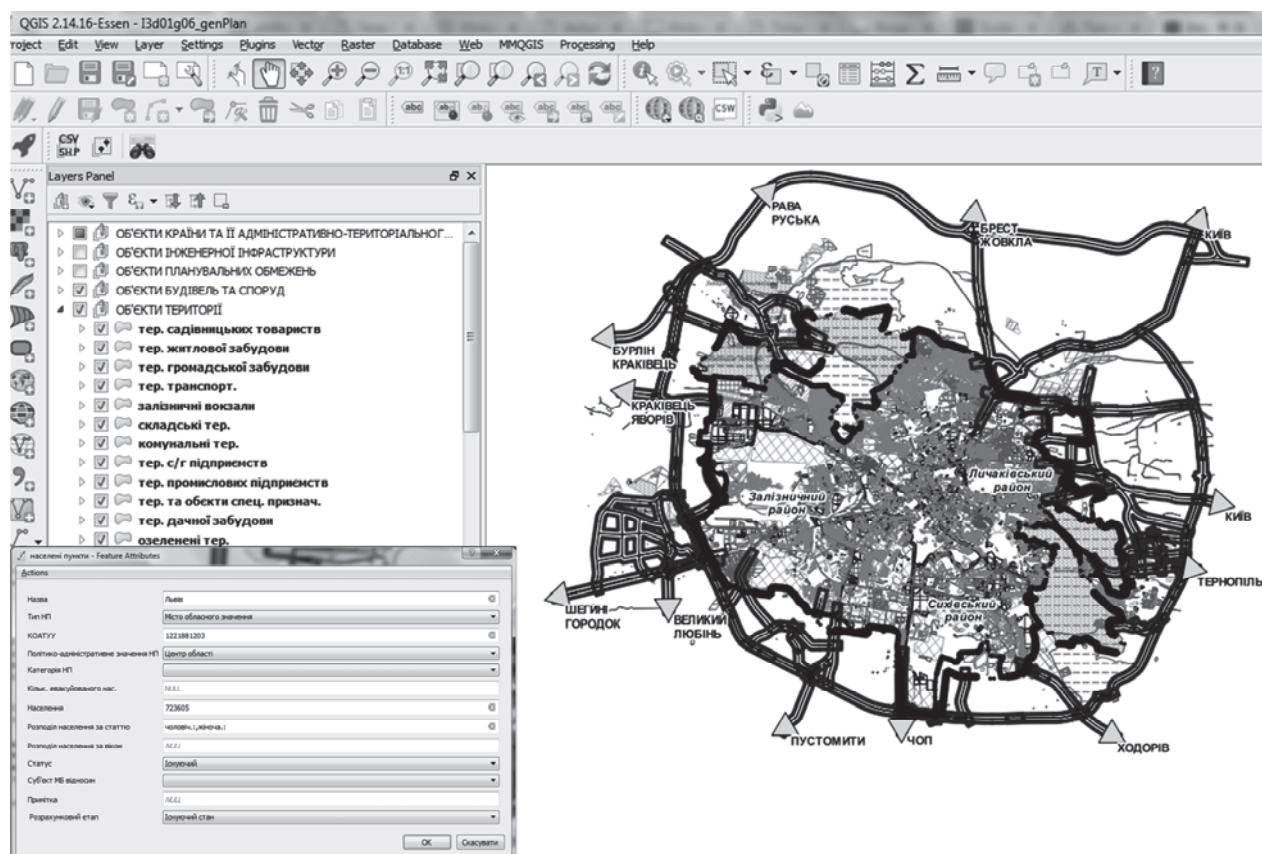 QGIS 2.14.16-Essen - I3d01g06_genPlan
roject Edit View Layer Settings Plugins Vector Raster Database Web MMQGIS Processing Help
CSW
CSV
SHP
Layers Panel
ОБ'ЄКТИ КРАЇНИ ТА ЇЇ АДМІНІСТРАТИВНО-ТЕРИТОРІАЛЬНОГ...
ОБ'ЄКТИ ІНЖЕНЕРНОЇ ІНФРАСТРУКТУРИ
ОБ'ЄКТИ ПЛАНУВАЛЬНИХ ОБМЕЖЕНЬ
ОБ'ЄКТИ БУДІВЕЛЬ ТА СПОРУД
ОБ'ЄКТИ ТЕРИТОРІЇ
тер. садівницьких товариств
тер. житлової забудови
тер. громадської забудови
тер. транспорт.
залізничні вокзали
складські тер.
комунальні тер.
тер. с/г підприємств
тер. промислових підприємств
тер. та обєкти спец. признач.
тер. дачної забудови
озеленені тер.
населені пункти - Feature Attributes
Actions
Назва Львів
Тип НП Місто обласного значення
КОАТУУ 1221881203
Політико-адміністративне значення НП Центр області
Категорія НП
Кільк. евакуйованого нас. NULL
Населення 723605
Розподіл населення за статтю чоловіч.:,жіноча.:
Розподіл населення за віком NULL
Статус Існуючий
Суб'єкт МБ відносин
Примітка NULL
Розрахунковий етап Існуючий стан
OK Скасувати
РАВА
РУСЬКА
БРЕСТ
ЖОВКЛА
КИЇВ
БУРЛІН
КРАКІВЕЦЬ
КРАКІВЕЦЬ
ЯВОРІВ
Личаківський
район
Залізничний
район
КИЇВ
ТЕРНОПІЛЬ
ШЕГИНІ
ГОРОДОК
ВЕЛИКИЙ
ЛЮБІНЬ
Сихівський
район
ПУСТОМИТИ
ЧОП
ХОДОРІВ